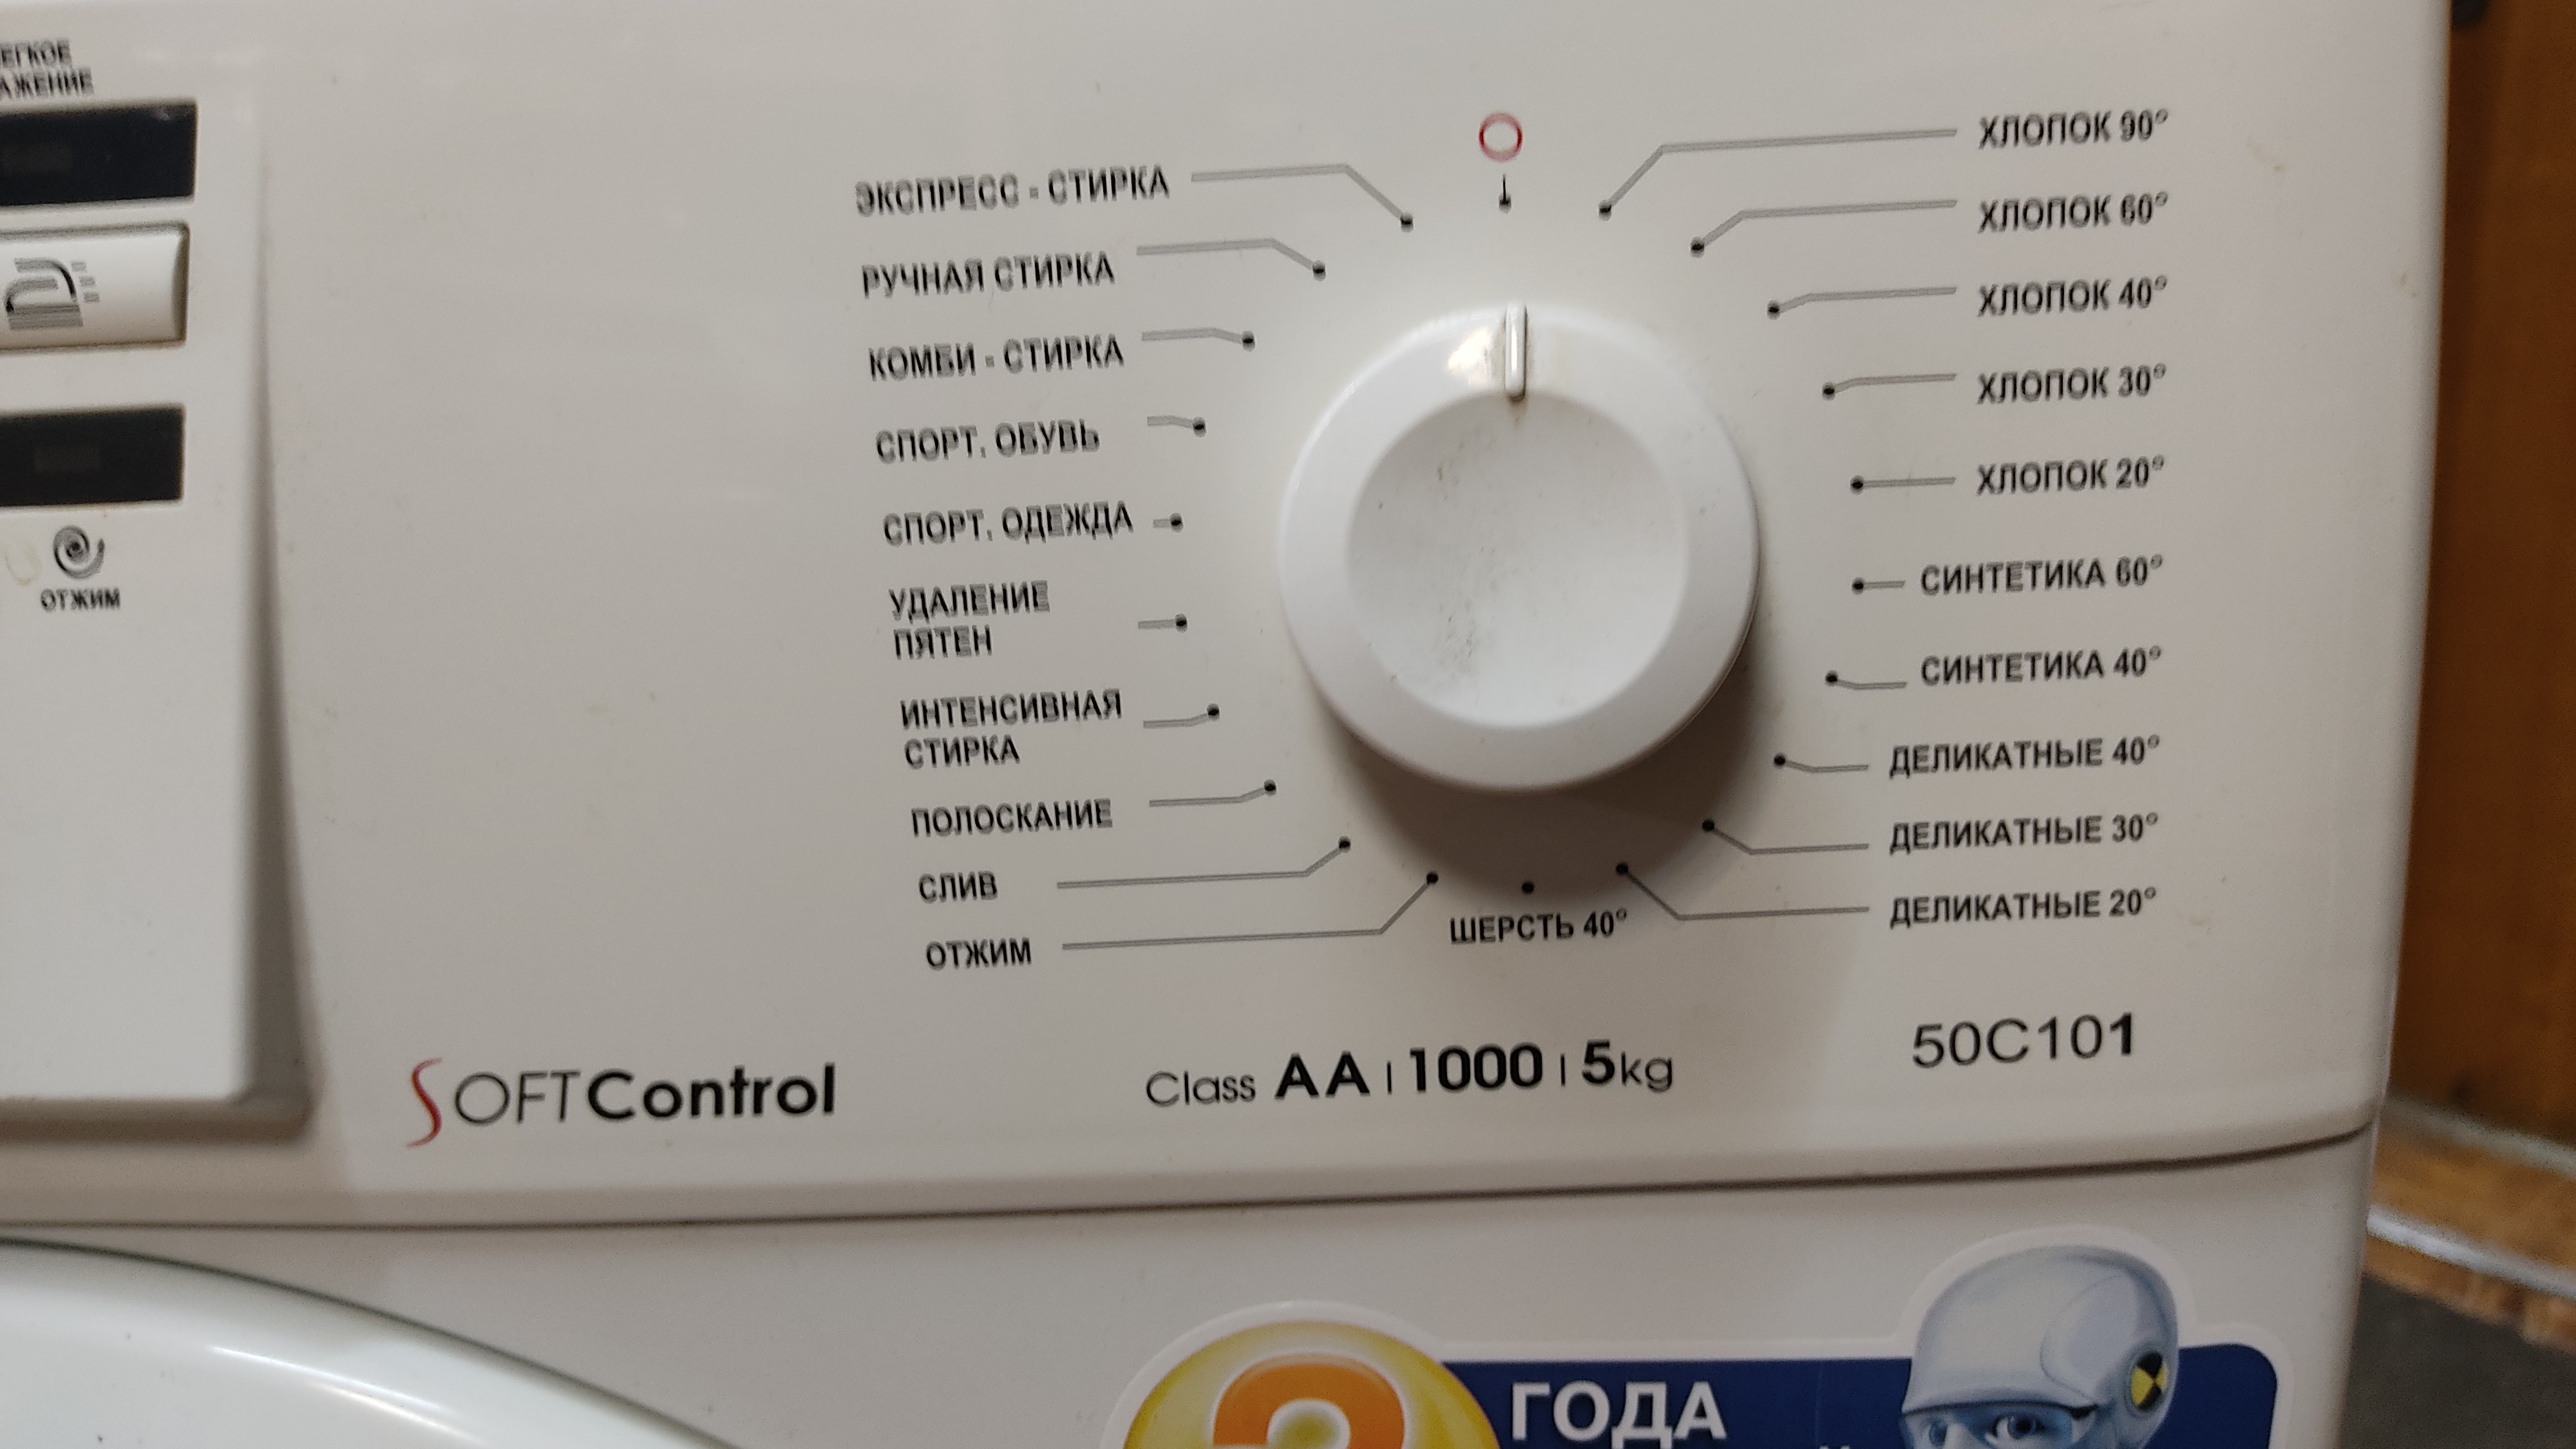 ЕГКОЕ
АЖЕНИЕ
ОТЖИМ
ЭКСПРЕСС - СТИРКА
РУЧНАЯ СТИРКА
КОМБИ - СТИРКА
СПОРТ. ОБУВЬ
СПОРТ. ОДЕЖДА
УДАЛЕНИЕ
ПЯТЕН
ИНТЕНСИВНАЯ
СТИРКА
ПОЛОСКАНИЕ
СЛИВ
ОТЖИМ
ШЕРСТЬ 40°
ХЛОПОК 90°
ХЛОПОК 60°
ХЛОПОК 40°
ХЛОПОК 30°
ХЛОПОК 20°
СИНТЕТИКА 60°
СИНТЕТИКА 40°
ДЕЛИКАТНЫЕ 40°
ДЕЛИКАТНЫЕ 30°
ДЕЛИКАТНЫЕ 20°
SOFTControl
Class AA | 1000 | 5kg
50C101
ГОДА